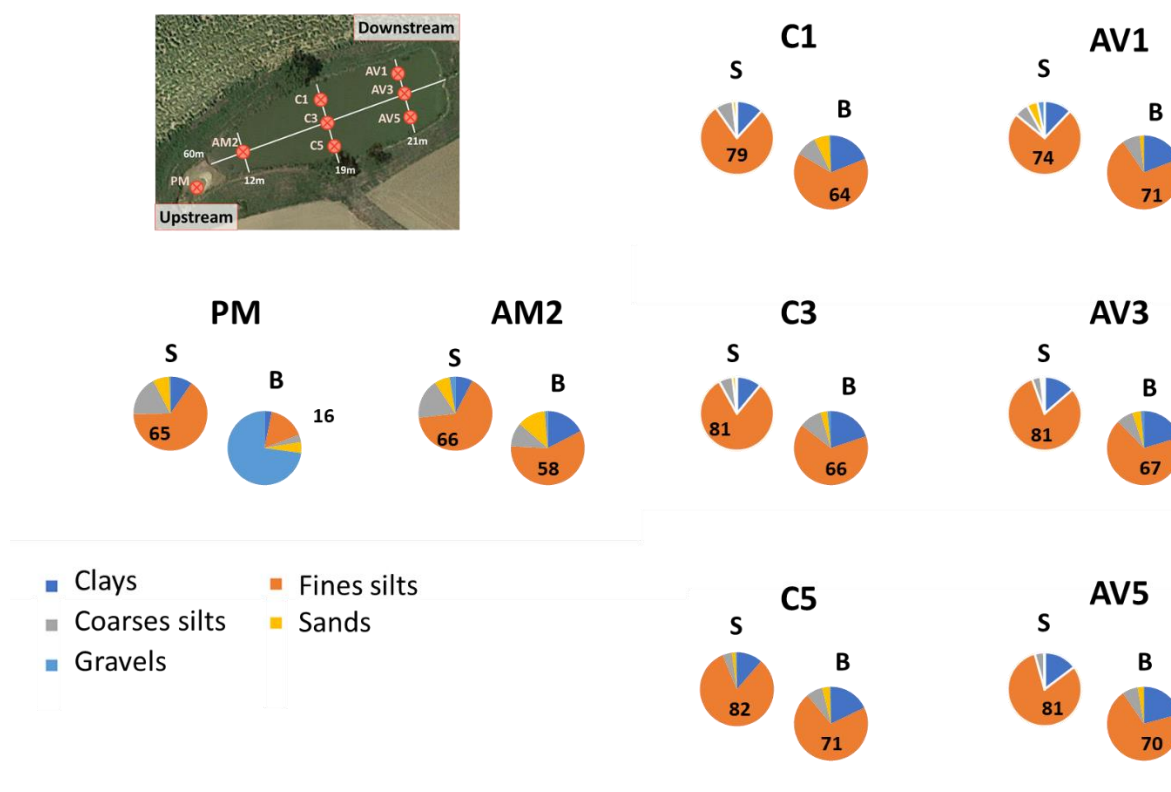 Downstream
AV1
C1
AV3
C3
AV5
AM2
C5
60m
21m
19m
12m
PM
Upstream
C1
S
B
79
64
AV1
S
B
74
71
PM
S
B
16
65
AM2
S
B
66
58
C3
S
B
81
66
AV3
S
B
81
67
Clays
Fines silts
Coarses silts
Sands
Gravels
C5
S
B
82
71
AV5
S
B
81
70